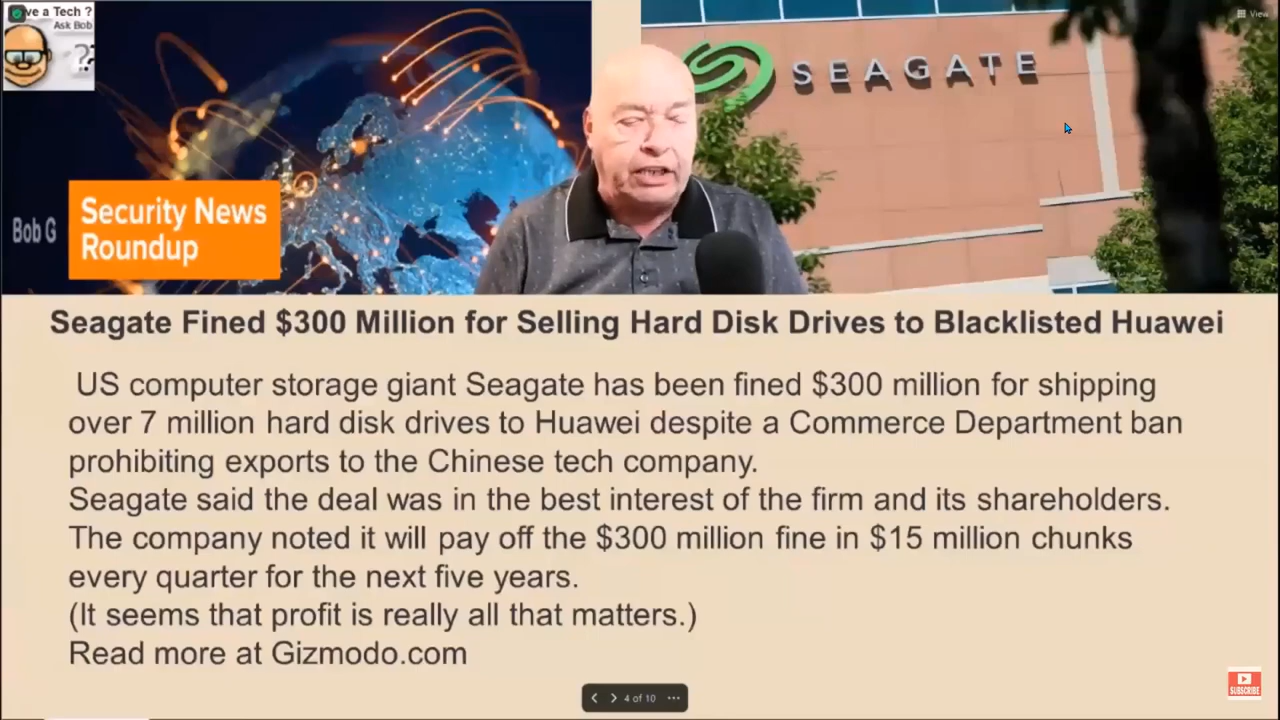 ve a Tech ?
Ask Bob
??
View
SEAGATE
Bob G
Security News
Roundup
Seagate Fined $300 Million for Selling Hard Disk Drives to Blacklisted Huawei
US computer storage giant Seagate has been fined $300 million for shipping
over 7 million hard disk drives to Huawei despite a Commerce Department ban
prohibiting exports to the Chinese tech company.
Seagate said the deal was in the best interest of the firm and its shareholders.
The company noted it will pay off the $300 million fine in $15 million chunks
every quarter for the next five years.
(It seems that profit is really all that matters.)
Read more at Gizmodo.com
4 of 10
SUBSCRIBE